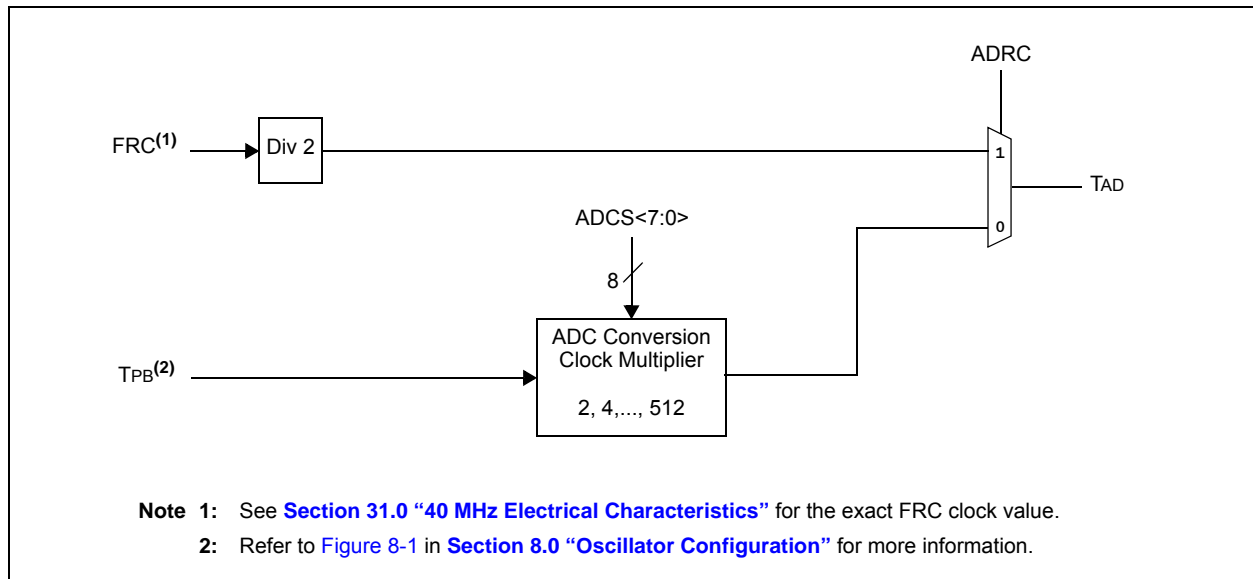 ADRC
FRC(1)
Div 2
1
TAD
ADCS<7:0>
0
8
ADC Conversion
Clock Multiplier
TPB(2)
2, 4,..., 512
Note 1: See Section 31.0 “40 MHz Electrical Characteristics” for the exact FRC clock value.
2: Refer to Figure 8-1 in Section 8.0 “Oscillator Configuration” for more information.